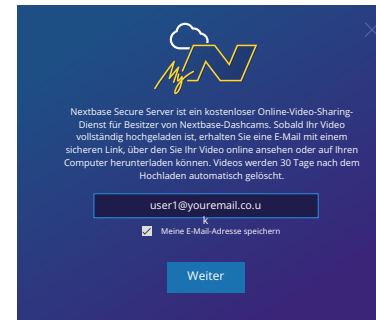 My N
Nextbase Secure Server ist ein kostenloser Online-Video-Sharing-
Dienst für Besitzer von Nextbase-Dashcams. Sobald Ihr Video
vollständig hochgeladen ist, erhalten Sie eine E-Mail mit einem
sicheren Link, über den Sie Ihr Video online ansehen oder auf Ihren
Computer herunterladen können. Videos werden 30 Tage nach dem
Hochladen automatisch gelöscht.
user1@youremail.co.u
k
Meine E-Mail-Adresse speichern
Weiter